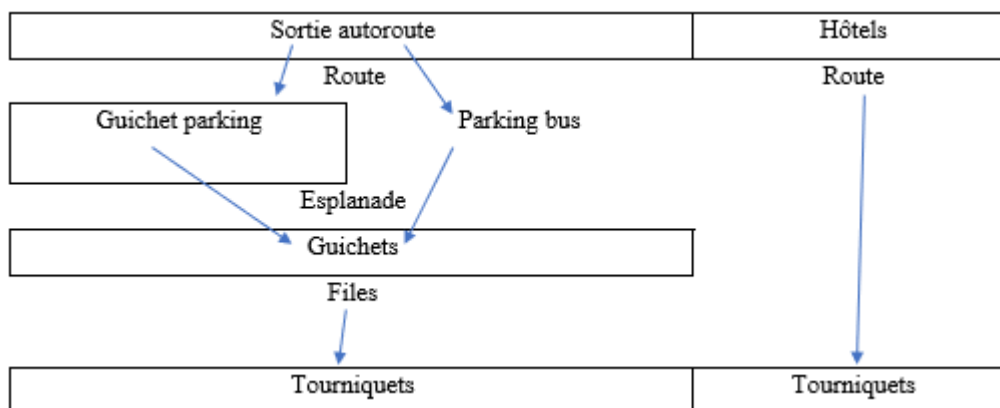 Sortie autoroute
Hôtels
Route
Route
Guichet parking
Parking bus
Esplanade
Guichets
Files
Tourniquets
Tourniquets